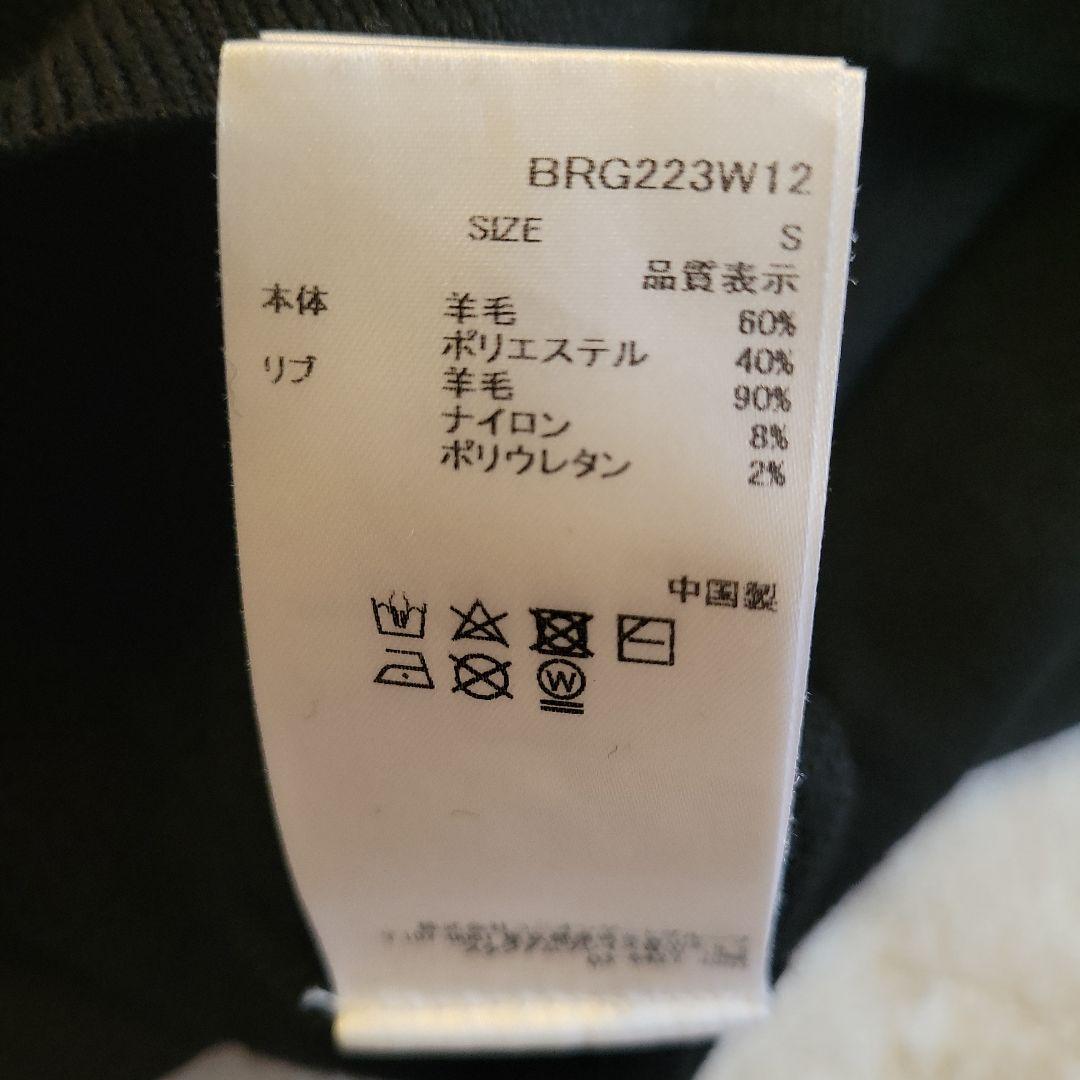 BRG223W12
SIZE S
品質表示
本体 羊毛 60%
ポリエステル 40%
リブ 羊毛 90%
ナイロン 8%
ポリウレタン 2%
中国製
W